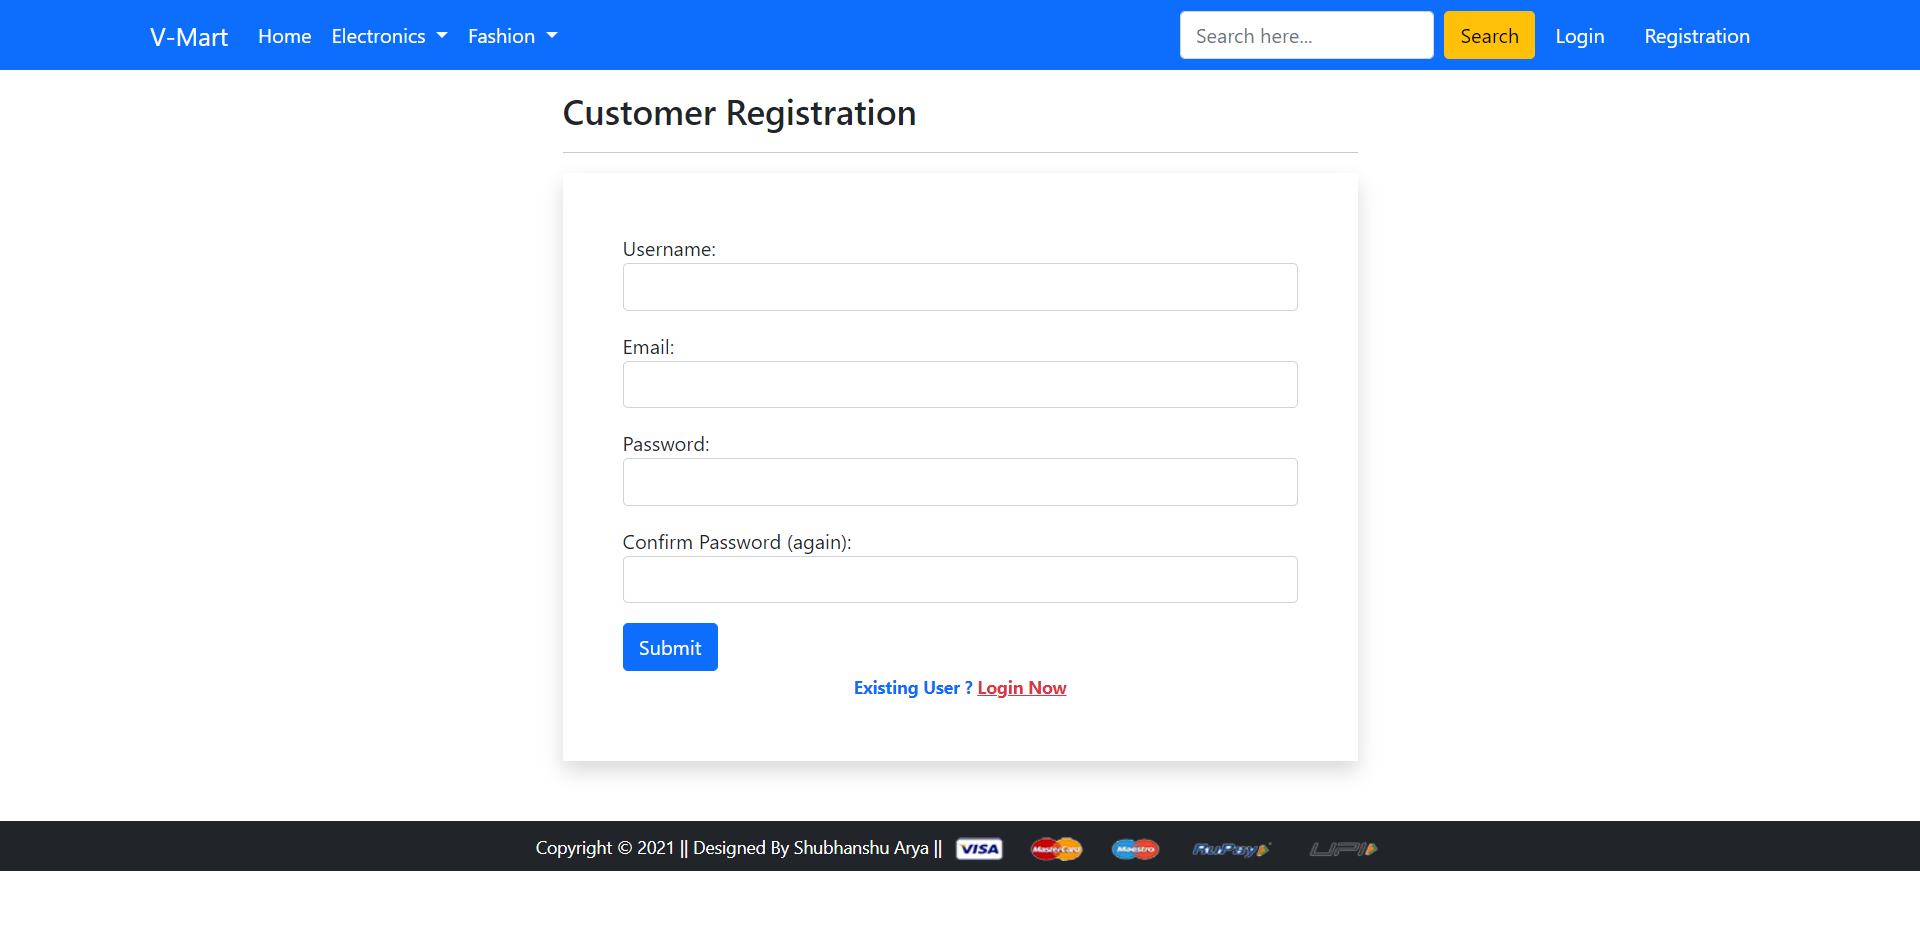 V-Mart Home Electronics Fashion Search here... Search Login Registration
Customer Registration
Username:
Email:
Password:
Confirm Password (again):
Submit
Existing User ? Login Now
Copyright © 2021 || Designed By Shubhanshu Arya || VISA MasterCard Maestro RuPay UPI